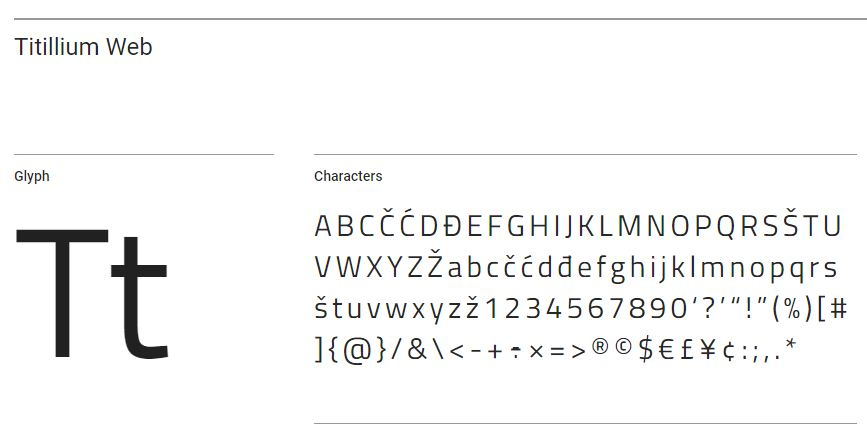 Titillium Web
Glyph
Characters
Tt
ABCČĆDĐEFGHIJKLMNOPQRSŠTU
VWXYZŽabcčćdđefghijklmnopqrs
štuvwxyzž1234567890‘?’“!”(%)[#
]{@}/&\<-+÷×=>®©$€£¥¢:;,.*